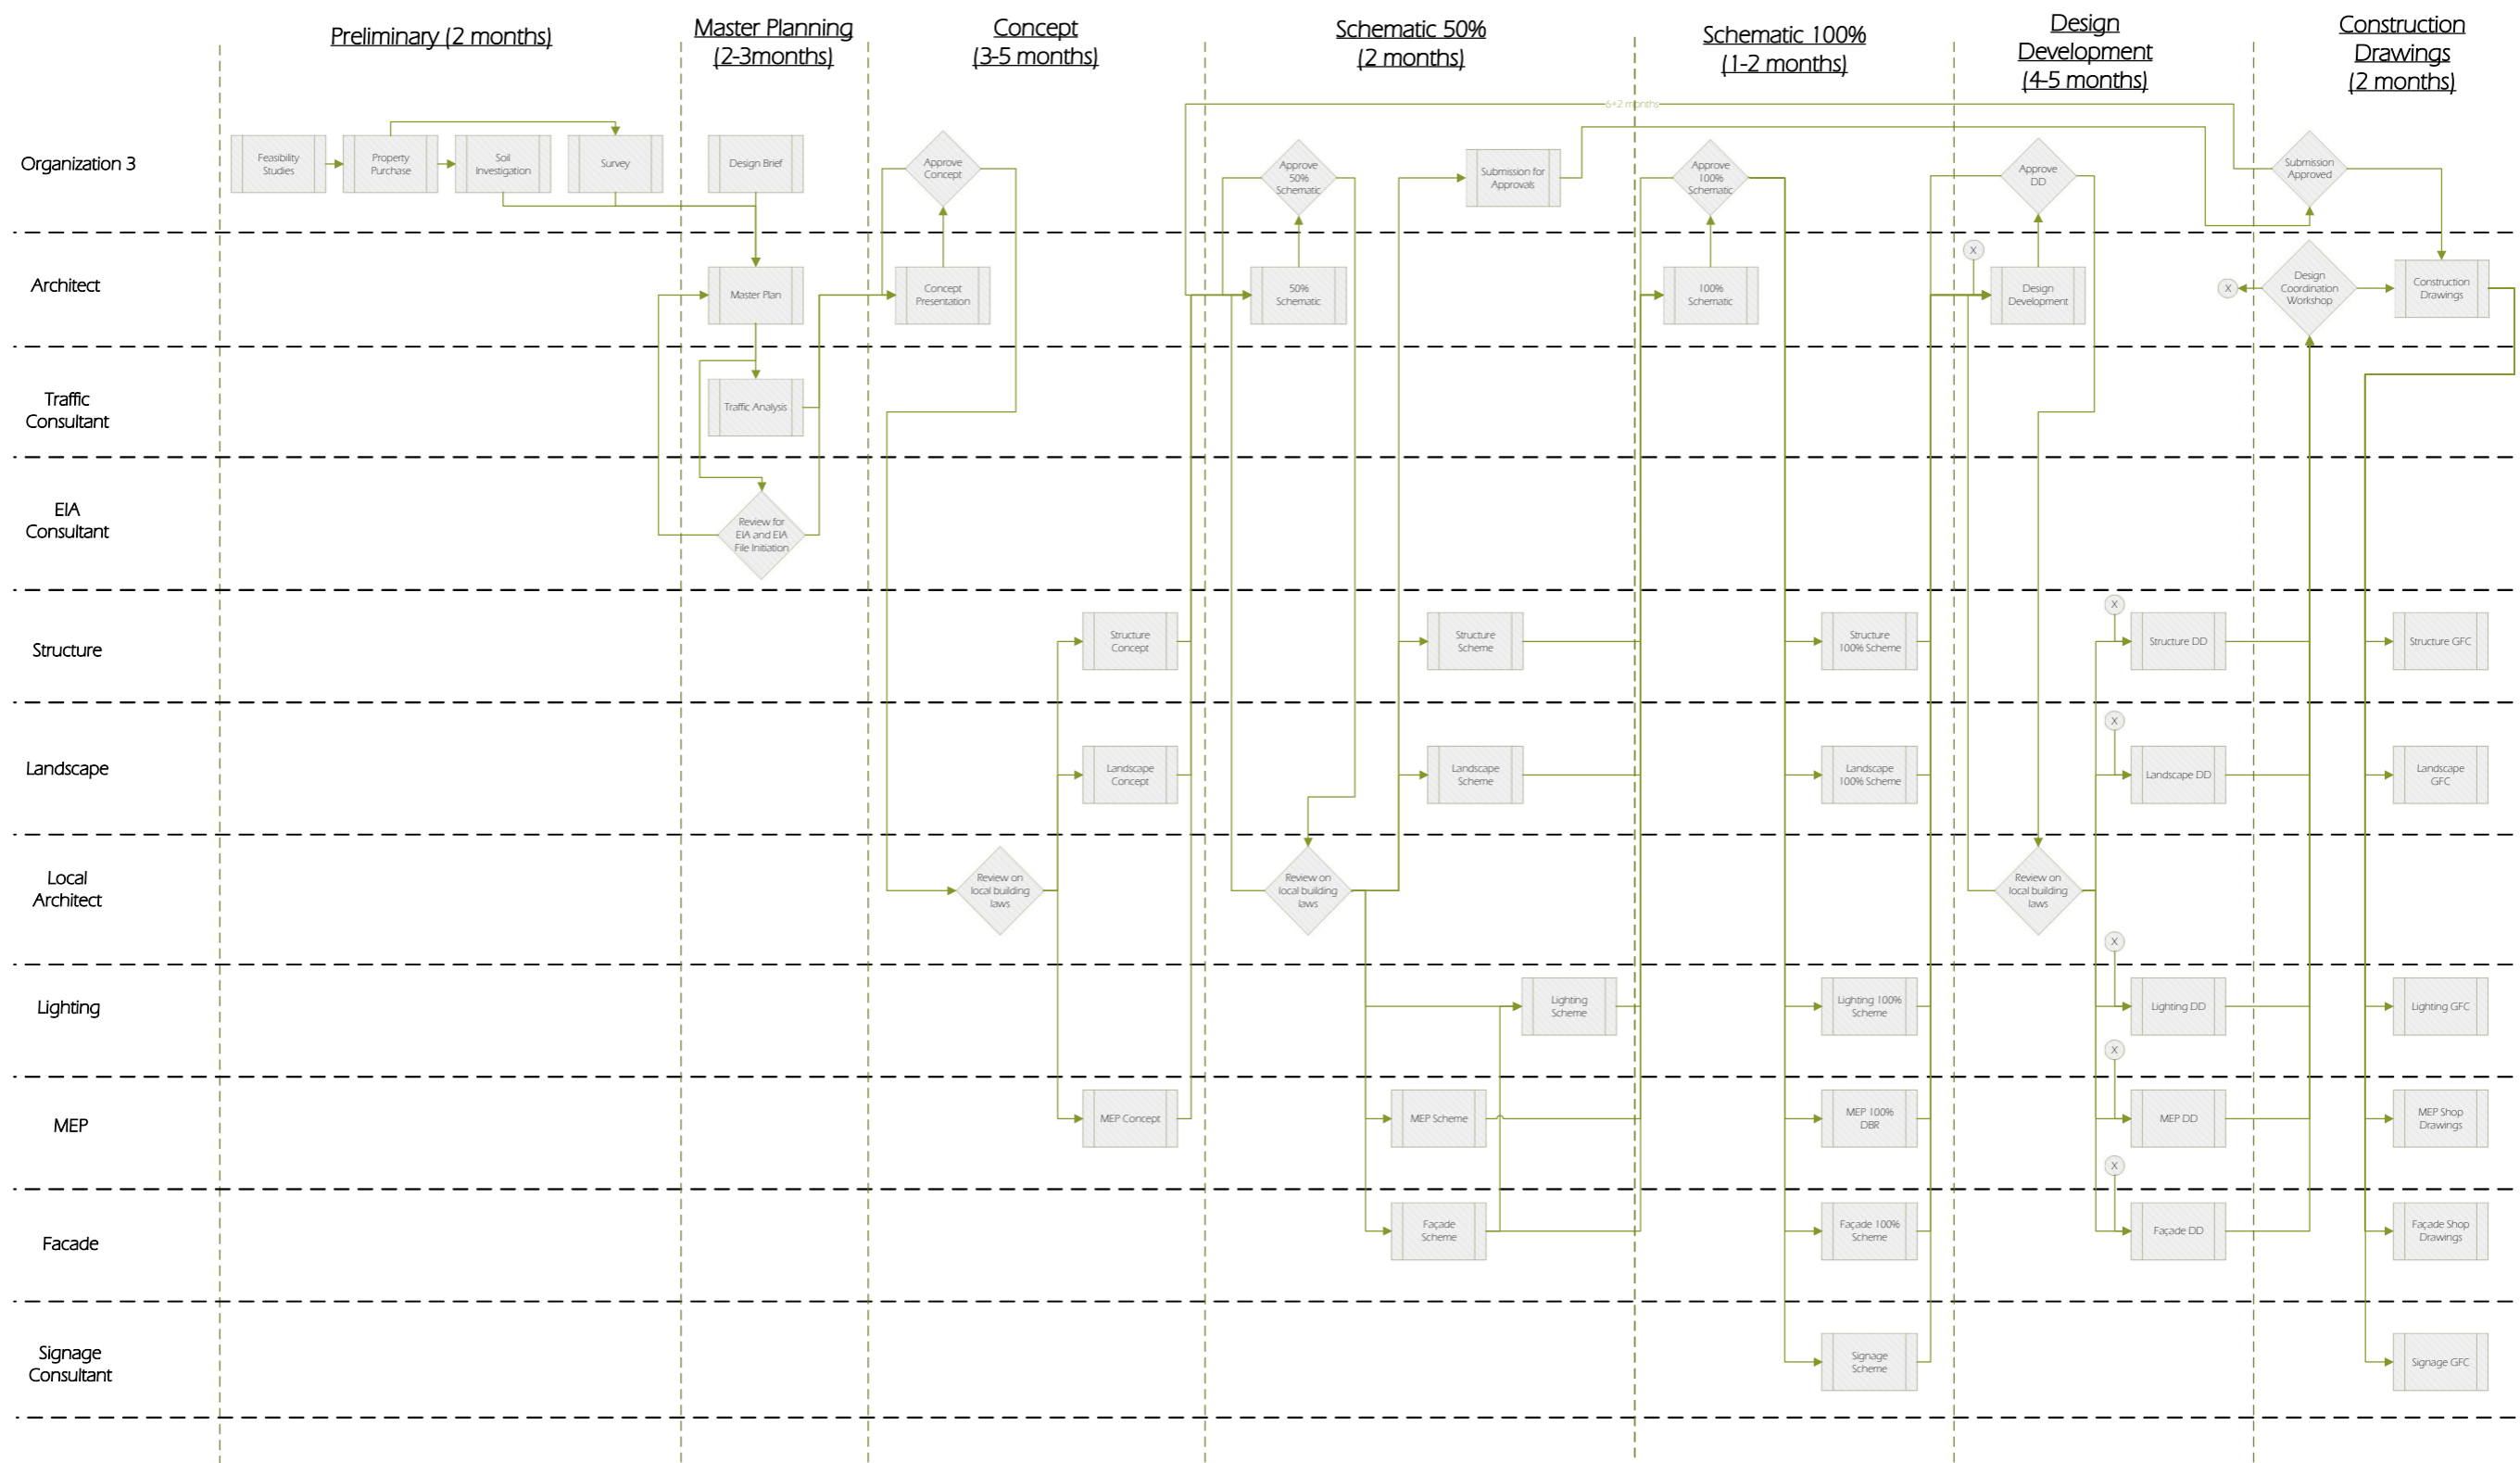 Preliminary (2 months)
Master Planning
(2-3months)
Concept
(3-5 months)
Schematic 50%
(2 months)
Schematic 100%
(1-2 months)
Design
Development
(4-5 months)
Construction
Drawings
(2 months)
6+2 months
Organization 3
Feasibility
Studies
Property
Purchase
Soil
Investigation
Survey
Design Brief
Approve
Concept
Approve
50%
Schematic
Submission for
Approvals
Approve
100%
Schematic
Approve
DD
Submission
Approved
Architect
Master Plan
Concept
Presentation
50%
Schematic
100%
Schematic
X
Design
Development
X
Design
Coordination
Workshop
Construction
Drawings
Traffic
Consultant
Traffic Analysis
EIA
Consultant
Review for
EIA and EIA
File Initiation
Structure
Structure
Concept
Structure
Scheme
Structure
100% Scheme
X
Structure DD
Structure GFC
Landscape
Landscape
Concept
Landscape
Scheme
Landscape
100% Scheme
X
Landscape DD
Landscape
GFC
Local
Architect
Review on
local building
laws
Review on
local building
laws
Review on
local building
laws
Lighting
Lighting
Scheme
Lighting 100%
Scheme
X
Lighting DD
Lighting GFC
MEP
MEP Concept
MEP Scheme
MEP 100%
DBR
X
MEP DD
MEP Shop
Drawings
Facade
Façade
Scheme
Façade 100%
Scheme
X
Façade DD
Façade Shop
Drawings
Signage
Consultant
Signage
Scheme
Signage GFC